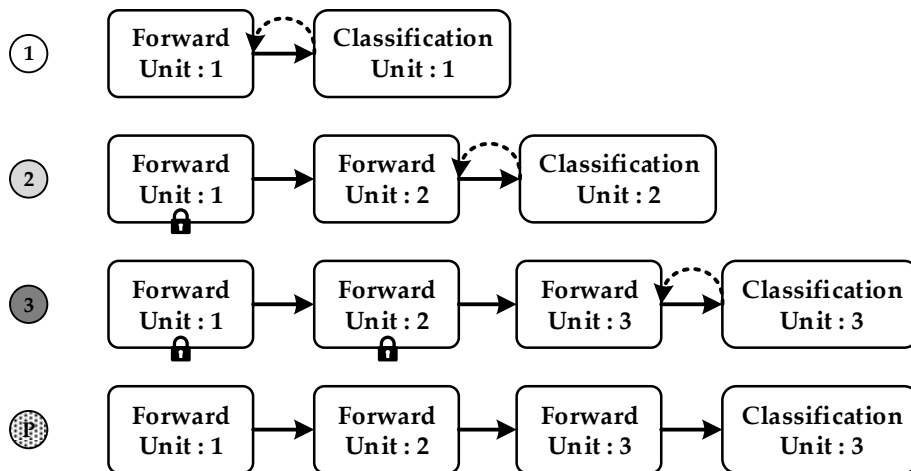 1
Forward
Unit : 1
Classification
Unit : 1
2
Forward
Unit : 1
Forward
Unit : 2
Classification
Unit : 2
3
Forward
Unit : 1
Forward
Unit : 2
Forward
Unit : 3
Classification
Unit : 3
P
Forward
Unit : 1
Forward
Unit : 2
Forward
Unit : 3
Classification
Unit : 3